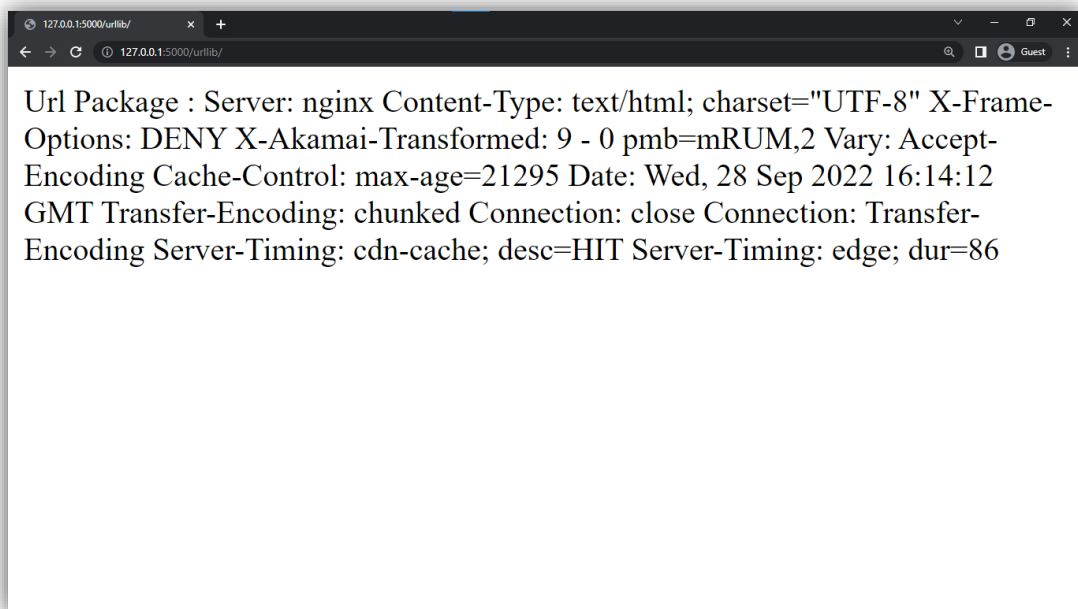 127.0.0.1:5000/urllib/
127.0.0.1:5000/urllib/
Guest
Url Package : Server: nginx Content-Type: text/html; charset="UTF-8" X-Frame-
Options: DENY X-Akamai-Transformed: 9 - 0 pmb=mRUM,2 Vary: Accept-
Encoding Cache-Control: max-age=21295 Date: Wed, 28 Sep 2022 16:14:12
GMT Transfer-Encoding: chunked Connection: close Connection: Transfer-
Encoding Server-Timing: cdn-cache; desc=HIT Server-Timing: edge; dur=86